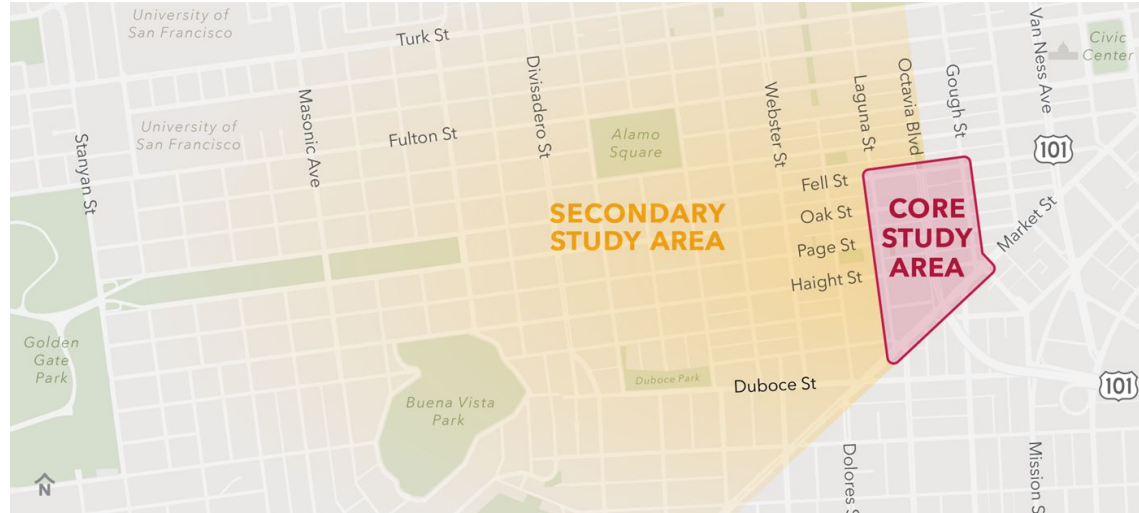 University of
San Francisco
Turk St
Van Ness Ave
Civic
Center
Divisadero St
Octavia Blvd
Gough St
Laguna St
Webster St
Masonic Ave
University of
San Francisco
Fulton St
Alamo
Square
Stanyan St
101
Fell St
Oak St
Page St
Haight St
SECONDARY
STUDY AREA
CORE
STUDY
AREA
Market St
Golden
Gate
Park
Duboce Park
Duboce St
101
Buena Vista
Park
Dolores S
Mission S
N